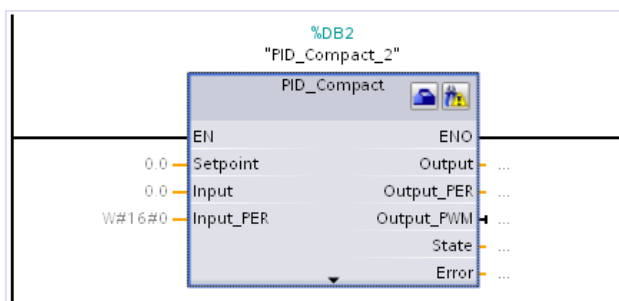 %DB2
"PID_Compact_2"
PID_Compact
EN ENO
0.0 Setpoint Output ...
0.0 Input Output_PER ...
W#16#0 Input_PER Output_PWM ...
State ...
Error ...